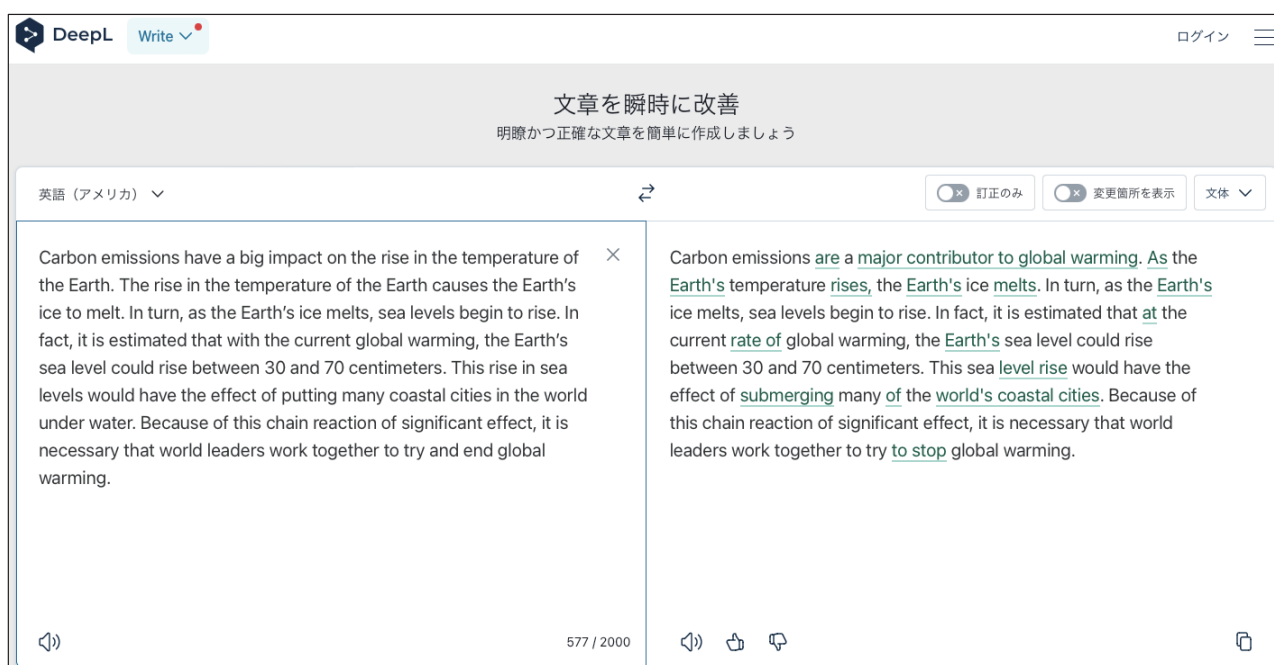 DeepL Write ログイン
文章を瞬時に改善
明瞭かつ正確な文章を簡単に作成しましょう
英語（アメリカ） 訂正のみ 変更箇所を表示 文体
Carbon emissions have a big impact on the rise in the temperature of
the Earth. The rise in the temperature of the Earth causes the Earth’s
ice to melt. In turn, as the Earth’s ice melts, sea levels begin to rise. In
fact, it is estimated that with the current global warming, the Earth’s
sea level could rise between 30 and 70 centimeters. This rise in sea
levels would have the effect of putting many coastal cities in the world
under water. Because of this chain reaction of significant effect, it is
necessary that world leaders work together to try and end global
warming.
577 / 2000
Carbon emissions are a major contributor to global warming. As the
Earth's temperature rises, the Earth's ice melts. In turn, as the Earth's
ice melts, sea levels begin to rise. In fact, it is estimated that at the
current rate of global warming, the Earth's sea level could rise
between 30 and 70 centimeters. This sea level rise would have the
effect of submerging many of the world's coastal cities. Because of
this chain reaction of significant effect, it is necessary that world
leaders work together to try to stop global warming.